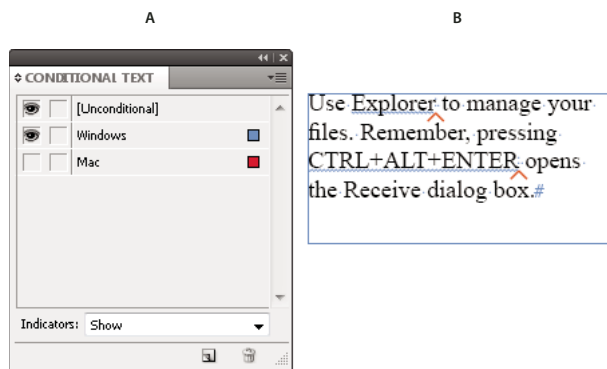 A
B
CONDITIONAL TEXT
[Unconditional]
Windows
Mac
Indicators: Show
Use Explorer to manage your
files. Remember, pressing
CTRL+ALT+ENTER opens
the Receive dialog box.#